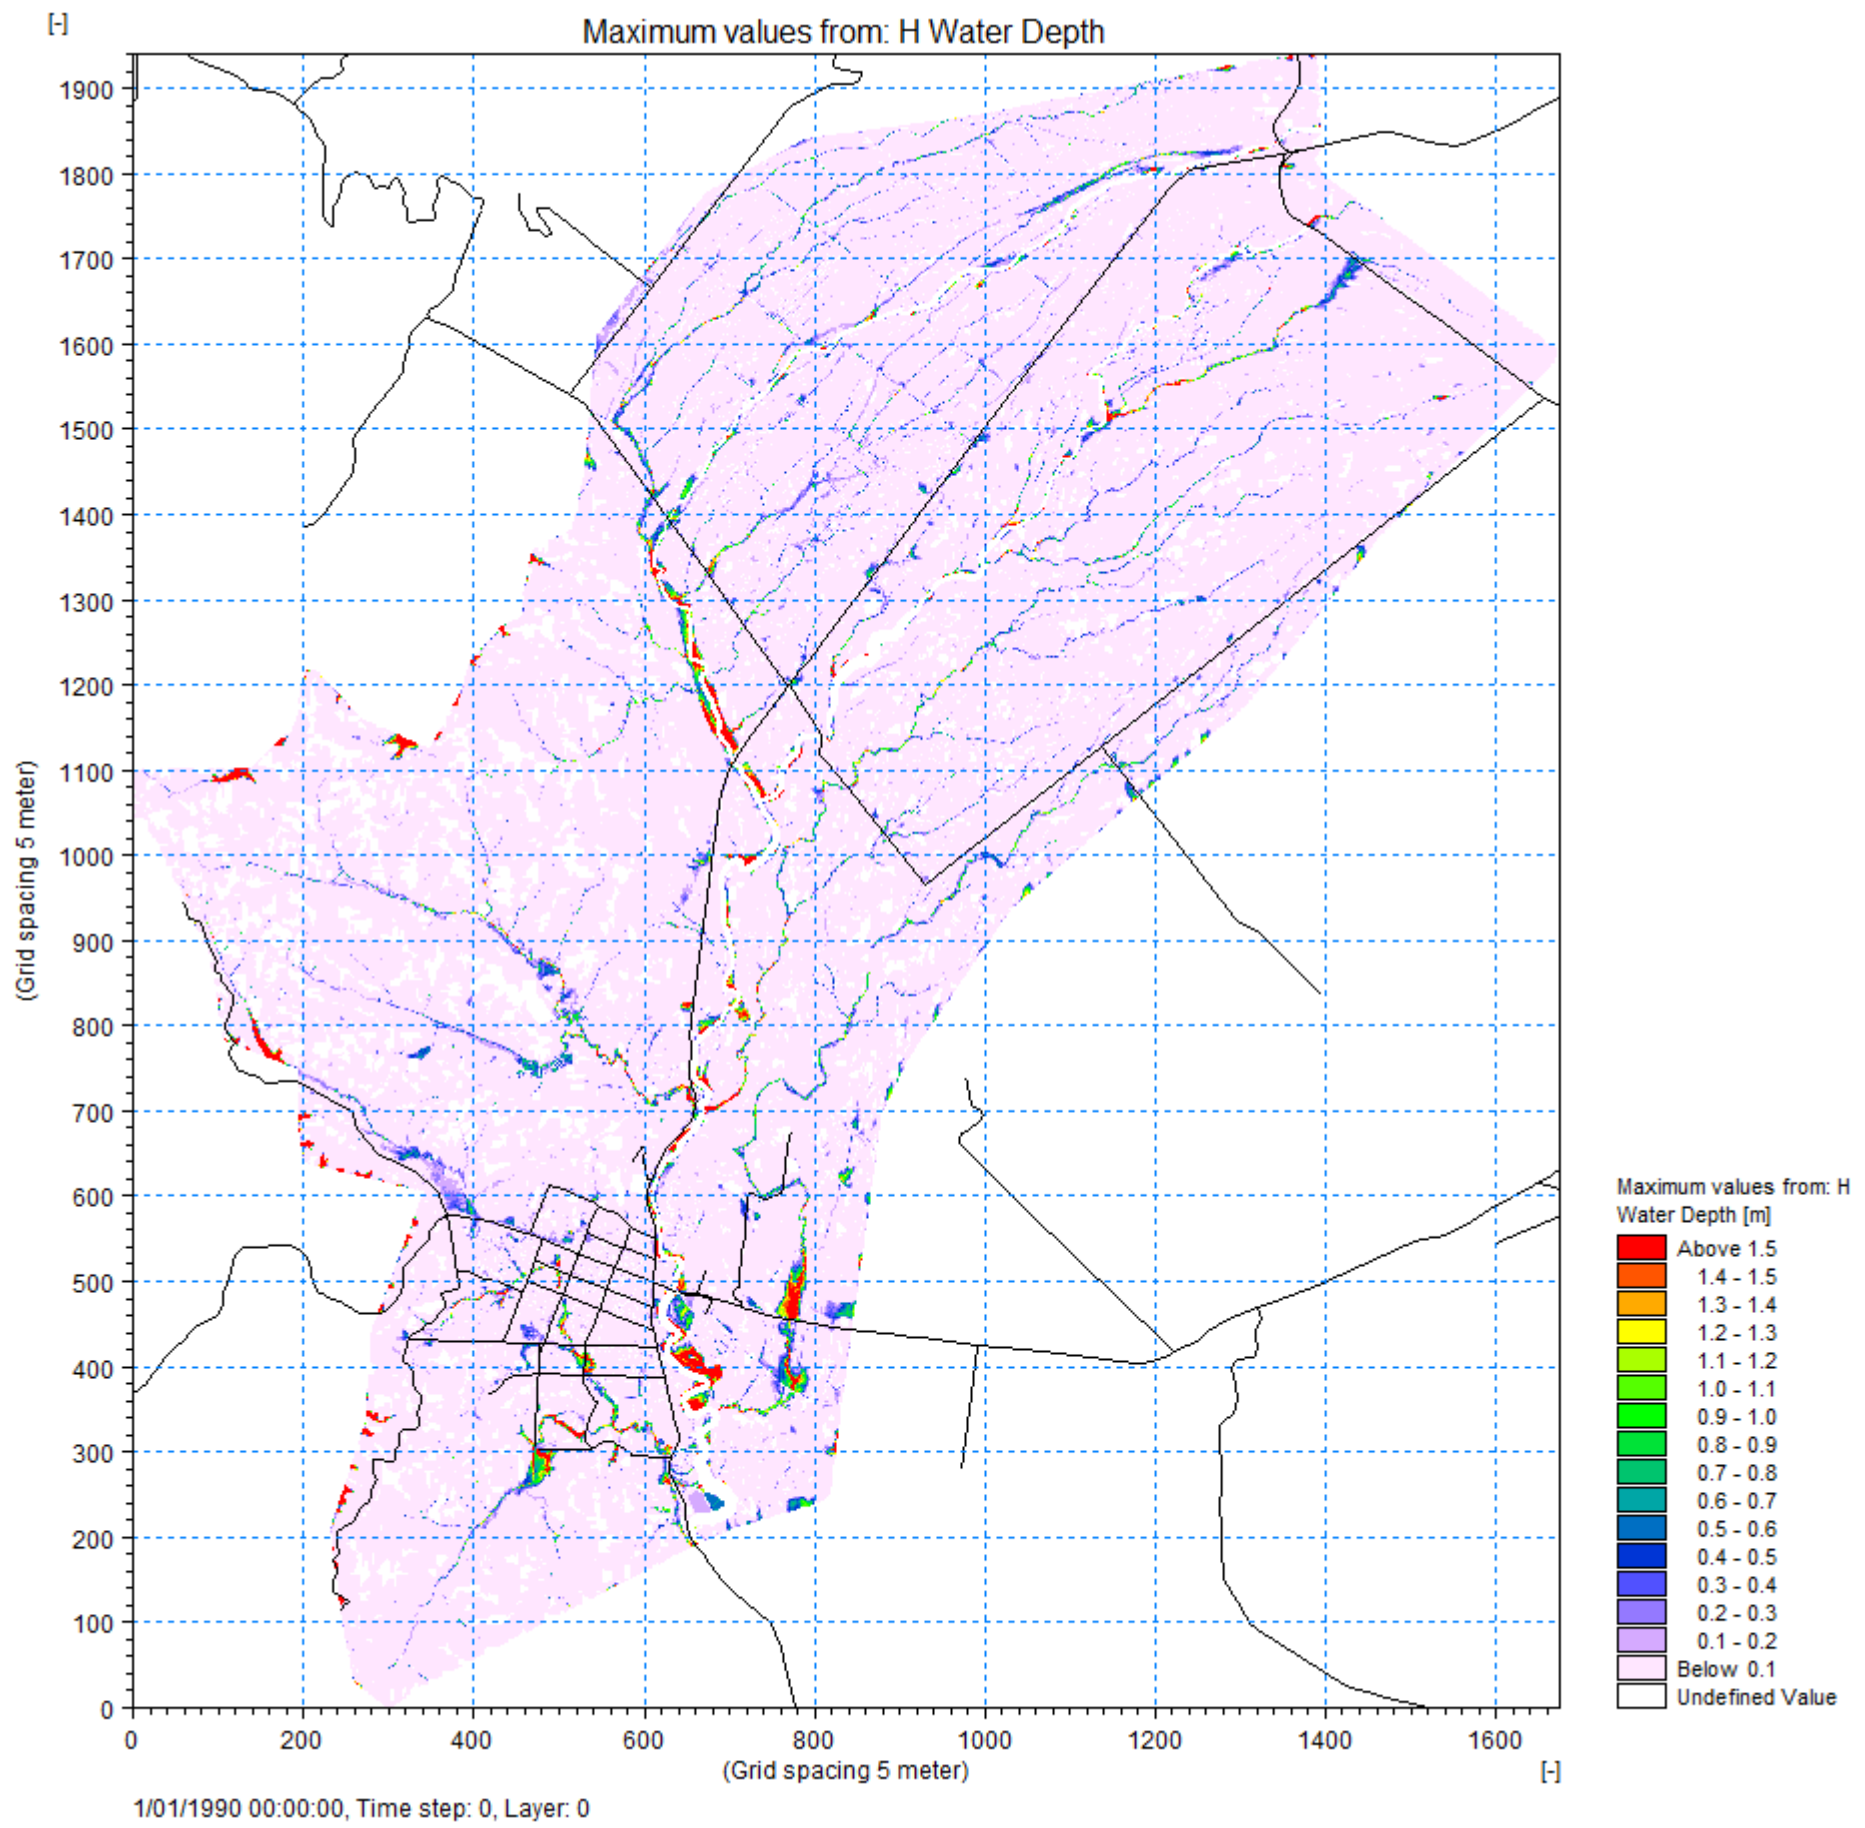 [-]
Maximum values from: H Water Depth
1900
1800
1700
1600
1500
1400
1300
1200
1100
1000
900
800
700
600
500
400
300
200
100
0
(Grid spacing 5 meter)
0 200 400 600 800 1000 1200 1400 1600
(Grid spacing 5 meter) [-]
1/01/1990 00:00:00, Time step: 0, Layer: 0
Maximum values from: H
Water Depth [m]
Above 1.5
1.4 - 1.5
1.3 - 1.4
1.2 - 1.3
1.1 - 1.2
1.0 - 1.1
0.9 - 1.0
0.8 - 0.9
0.7 - 0.8
0.6 - 0.7
0.5 - 0.6
0.4 - 0.5
0.3 - 0.4
0.2 - 0.3
0.1 - 0.2
Below 0.1
Undefined Value